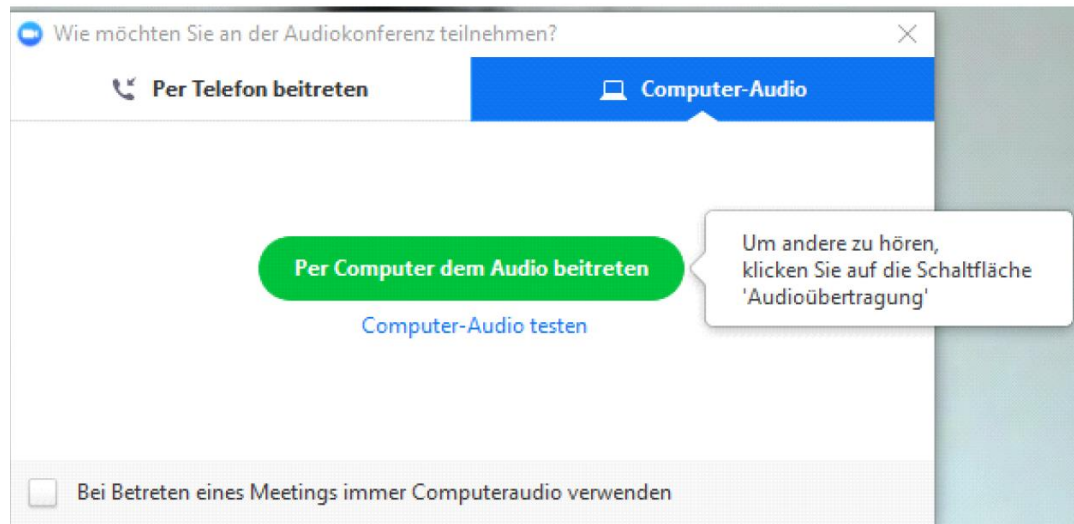 Wie möchten Sie an der Audiokonferenz teilnehmen?
Per Telefon beitreten
Computer-Audio
Per Computer dem Audio beitreten
Um andere zu hören,
klicken Sie auf die Schaltfläche
'Audioübertragung'
Computer-Audio testen
Bei Betreten eines Meetings immer Computeraudio verwenden